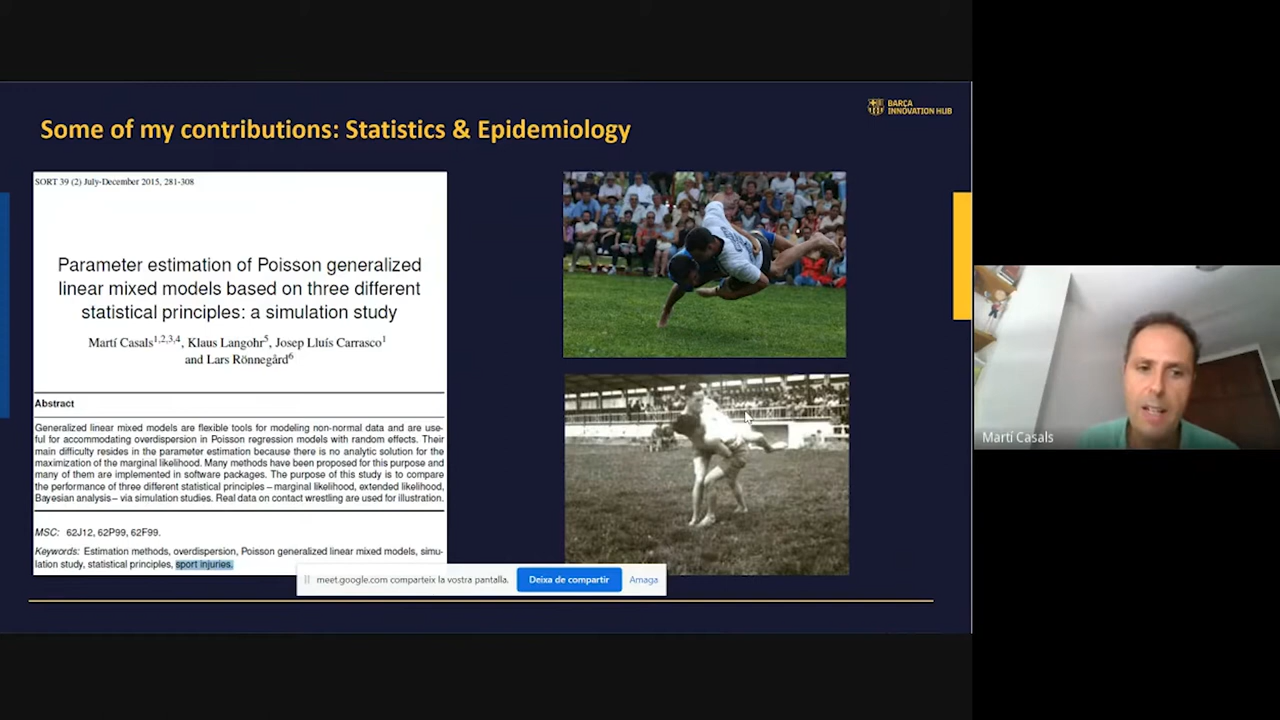 BARÇA
INNOVATION HUB
Some of my contributions: Statistics & Epidemiology
SORT 39 (2) July-December 2015, 281-308
Parameter estimation of Poisson generalized
linear mixed models based on three different
statistical principles: a simulation study
Martí Casals1,2,3,4, Klaus Langohr5, Josep Lluís Carrasco1
and Lars Rönnegård6
Abstract
Generalized linear mixed models are flexible tools for modeling non-normal data and are use-
ful for accommodating overdispersion in Poisson regression models with random effects. Their
main difficulty resides in the parameter estimation because there is no analytic solution for the
maximization of the marginal likelihood. Many methods have been proposed for this purpose and
many of them are implemented in software packages. The purpose of this study is to compare
the performance of three different statistical principles –marginal likelihood, extended likelihood,
Bayesian analysis– via simulation studies. Real data on contact wrestling are used for illustration.
MSC: 62J12, 62P99, 62F99.
Keywords: Estimation methods, overdispersion, Poisson generalized linear mixed models, simu-
lation study, statistical principles, sport injuries.
meet.google.com comparteix la vostra pantalla.
Deixa de compartir
Amaga
Martí Casals